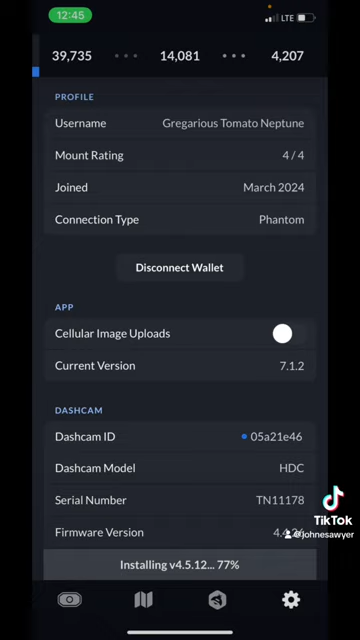 12:45
LTE
39,735 ••• 14,081 ••• 4,207
PROFILE
Username Gregarious Tomato Neptune
Mount Rating 4 / 4
Joined March 2024
Connection Type Phantom
Disconnect Wallet
APP
Cellular Image Uploads
Current Version 7.1.2
DASHCAM
Dashcam ID 05a21e46
Dashcam Model HDC
Serial Number TN11178
Firmware Version
TikTok
@johnesawyer
Installing v4.5.12... 77%